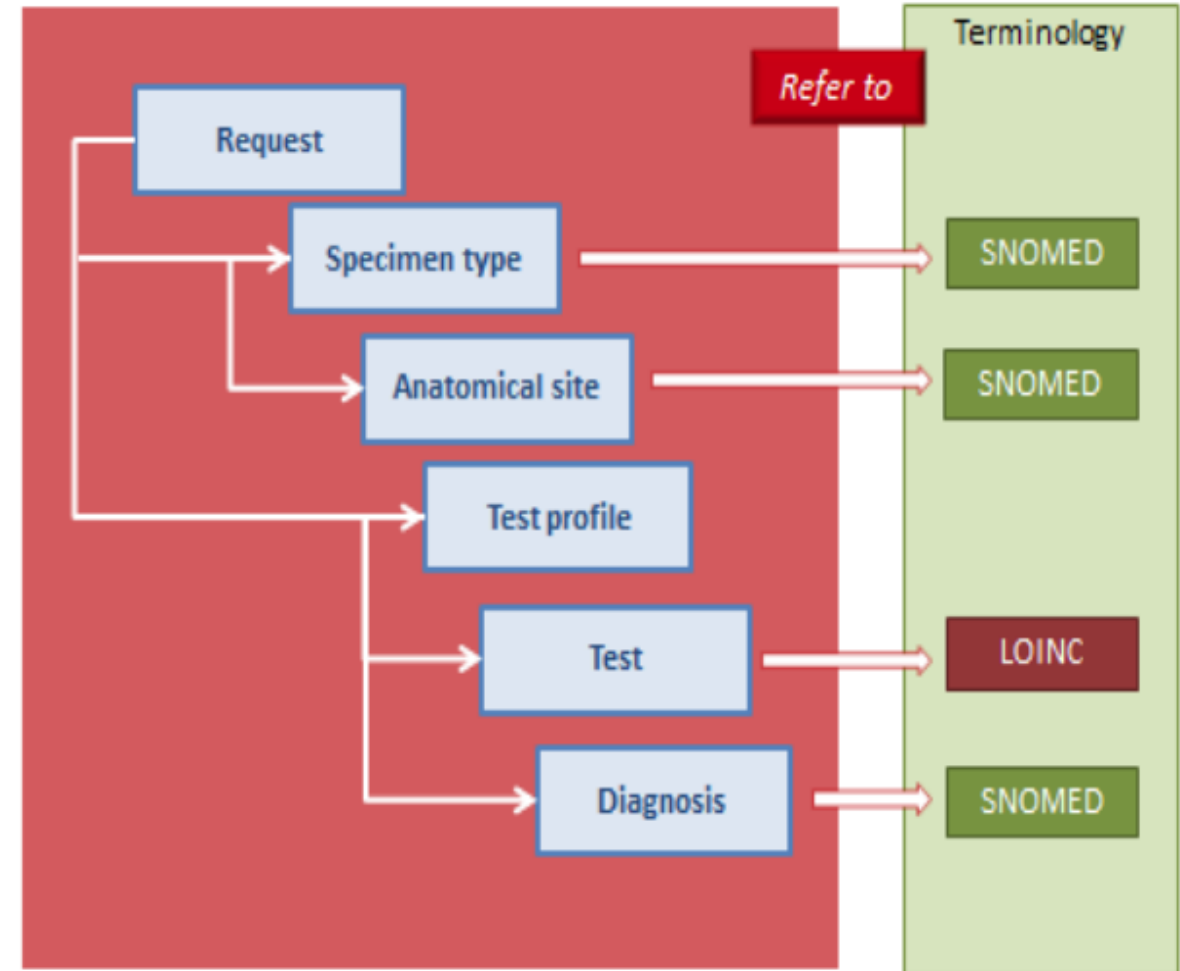 Terminology
Refer to
Request
Specimen type
SNOMED
Anatomical site
SNOMED
Test profile
Test
LOINC
Diagnosis
SNOMED